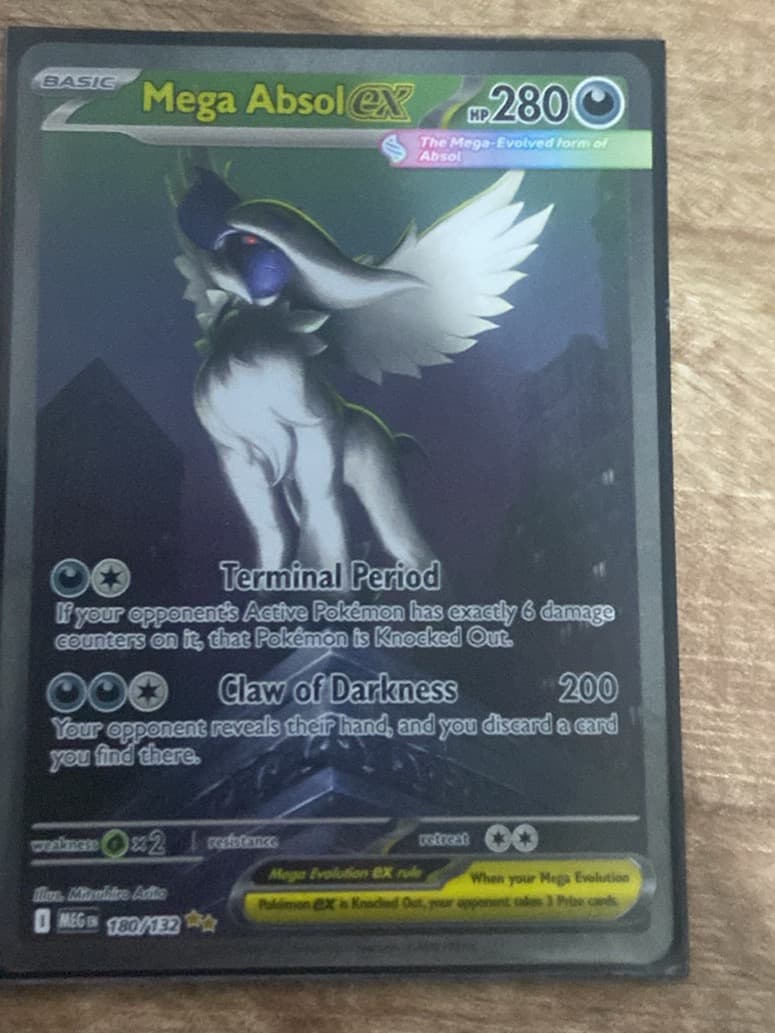 BASIC
Mega Absol ex HP 280
The Mega-Evolved form of
Absol
Terminal Period
If your opponent's Active Pokémon has exactly 6 damage
counters on it, that Pokémon is Knocked Out.
Claw of Darkness 200
Your opponent reveals their hand, and you discard a card
you find there.
weakness ×2 resistance retreat
Mega Evolution ex rule When your Mega Evolution
Pokémon ex is Knocked Out, your opponent takes 3 Prize cards.
Illus. Mitsuhiro Arita
I MEG EN 180/132